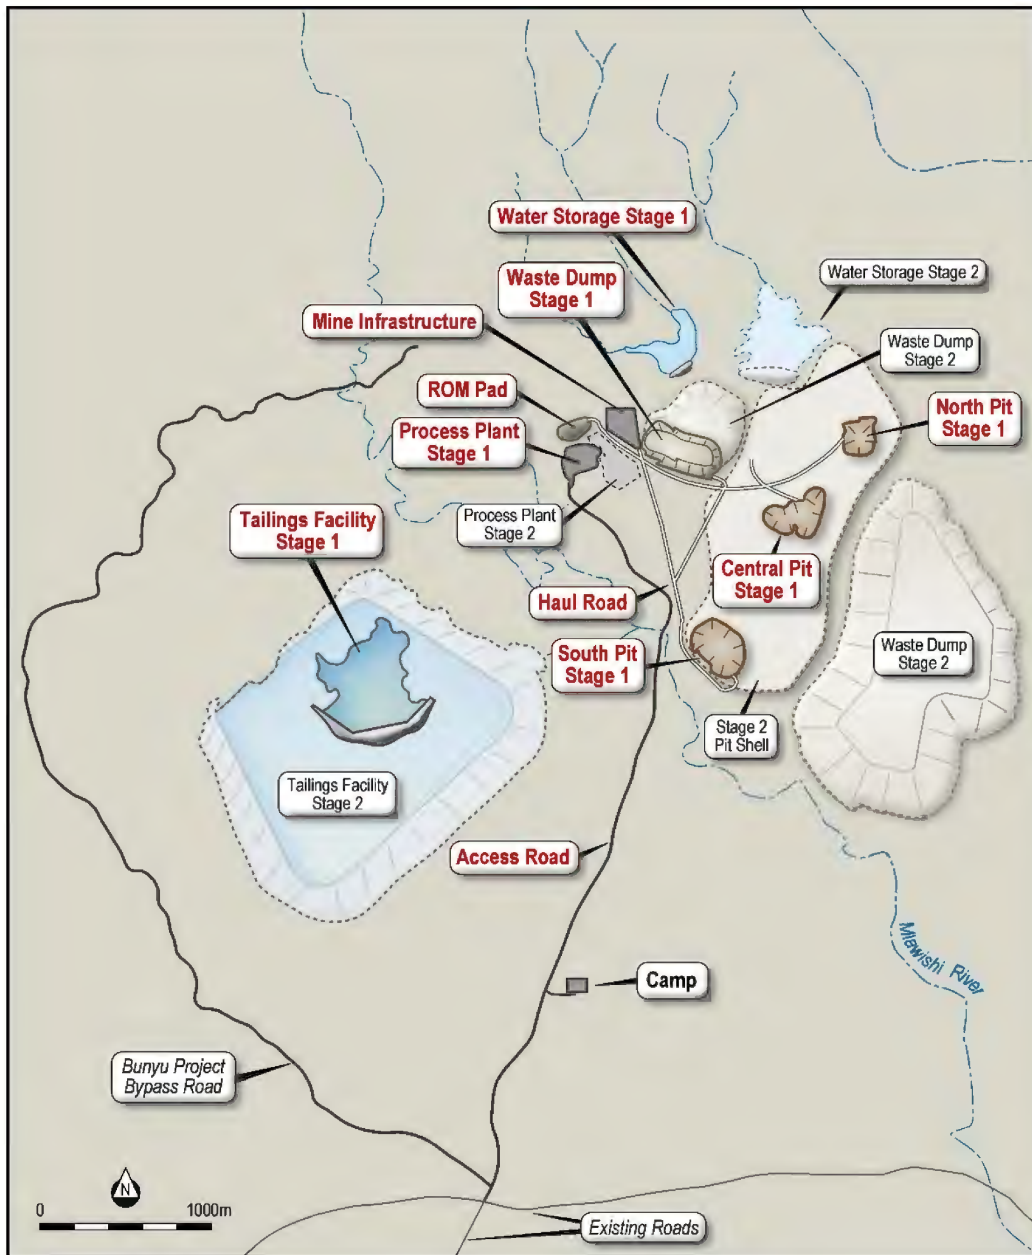 Water Storage Stage 1
Waste Dump
Stage 1
Water Storage Stage 2
Mine Infrastructure
Waste Dump
Stage 2
ROM Pad
North Pit
Stage 1
Process Plant
Stage 1
Process Plant
Stage 2
Tailings Facility
Stage 1
Central Pit
Stage 1
Haul Road
South Pit
Stage 1
Waste Dump
Stage 2
Stage 2
Pit Shell
Tailings Facility
Stage 2
Access Road
Mlawishi River
Camp
Bunyu Project
Bypass Road
N
0 1000m
Existing Roads